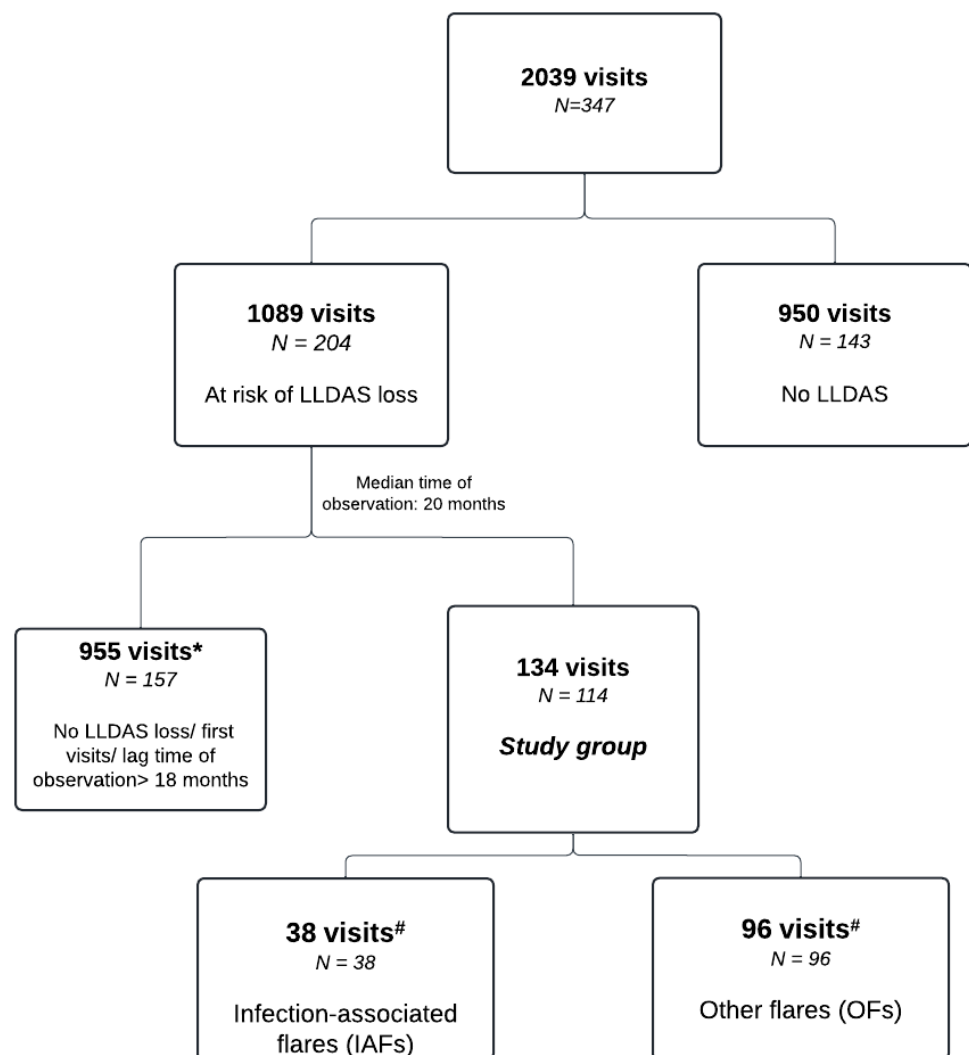 2039 visits
N=347
1089 visits
N = 204
At risk of LLDAS loss
950 visits
N = 143
No LLDAS
Median time of
observation: 20 months
955 visits*
N = 157
No LLDAS loss/ first
visits/ lag time of
observation> 18 months
134 visits
N = 114
Study group
38 visits#
N = 38
Infection-associated
flares (IAFs)
96 visits#
N = 96
Other flares (OFs)